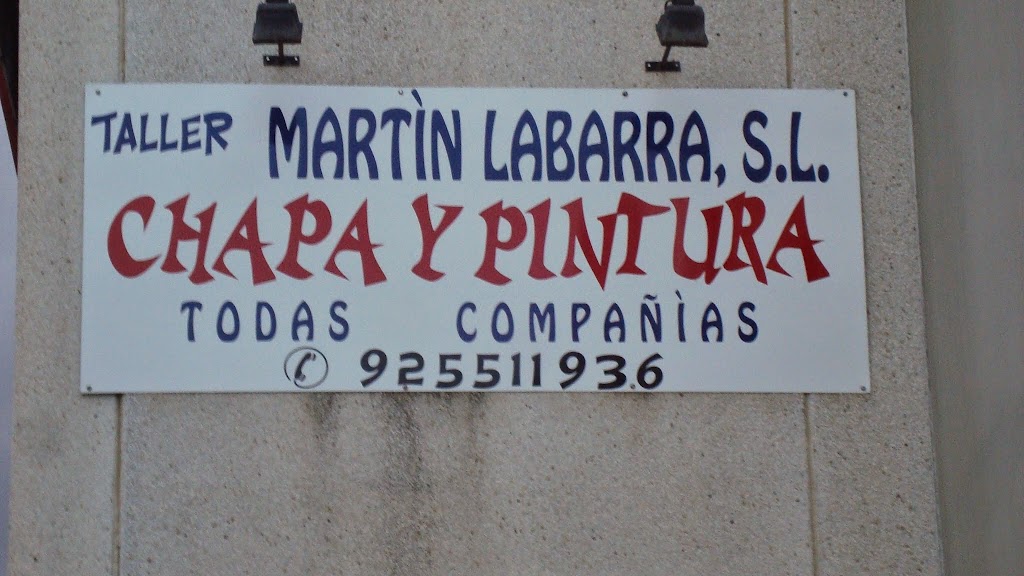 TALLER MARTÌN LABARRA, S.L.
CHAPA Y PINTURA
TODAS COMPAÑÌAS
925511936